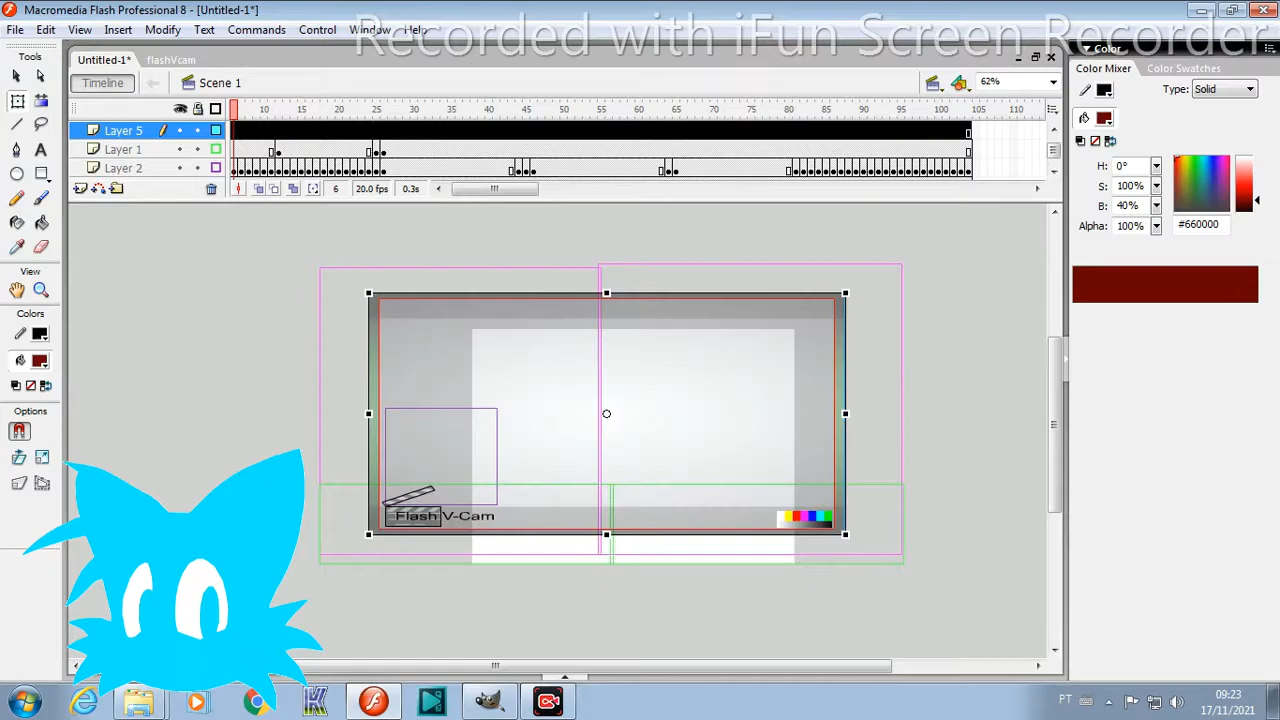 Macromedia Flash Professional 8 - [Untitled-1*]
File Edit View Insert Modify Text Commands Control Window Help
Recorded with iFun Screen Recorder
Color
Tools
Untitled-1* flashVcam
Color Mixer Color Swatches
Timeline Scene 1 62%
Type: Solid
5 10 15 20 25 30 35 40 45 50 55 60 65 70 75 80 85 90 95 100 105 110
Layer 5
Layer 1
Layer 2
6 20.0 fps 0.3s
H: 0°
S: 100%
B: 40%
Alpha: 100% #660000
View
Colors
Options
Flash V-Cam
PT 09:23
17/11/2021